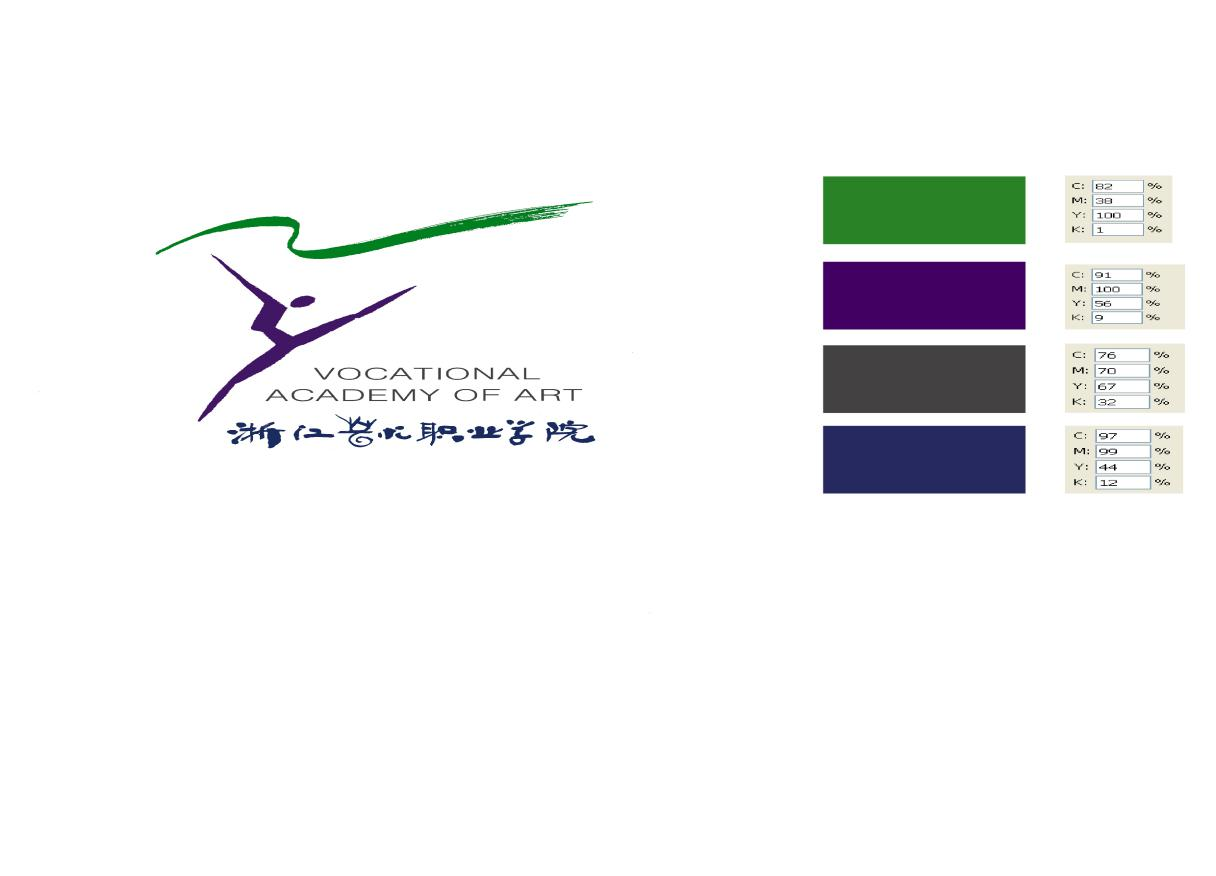 VOCATIONAL
ACADEMY OF ART
浙江艺术职业学院
C: 82 %
M: 38 %
Y: 100 %
K: 1 %
C: 91 %
M: 100 %
Y: 56 %
K: 9 %
C: 76 %
M: 70 %
Y: 67 %
K: 32 %
C: 97 %
M: 99 %
Y: 44 %
K: 12 %